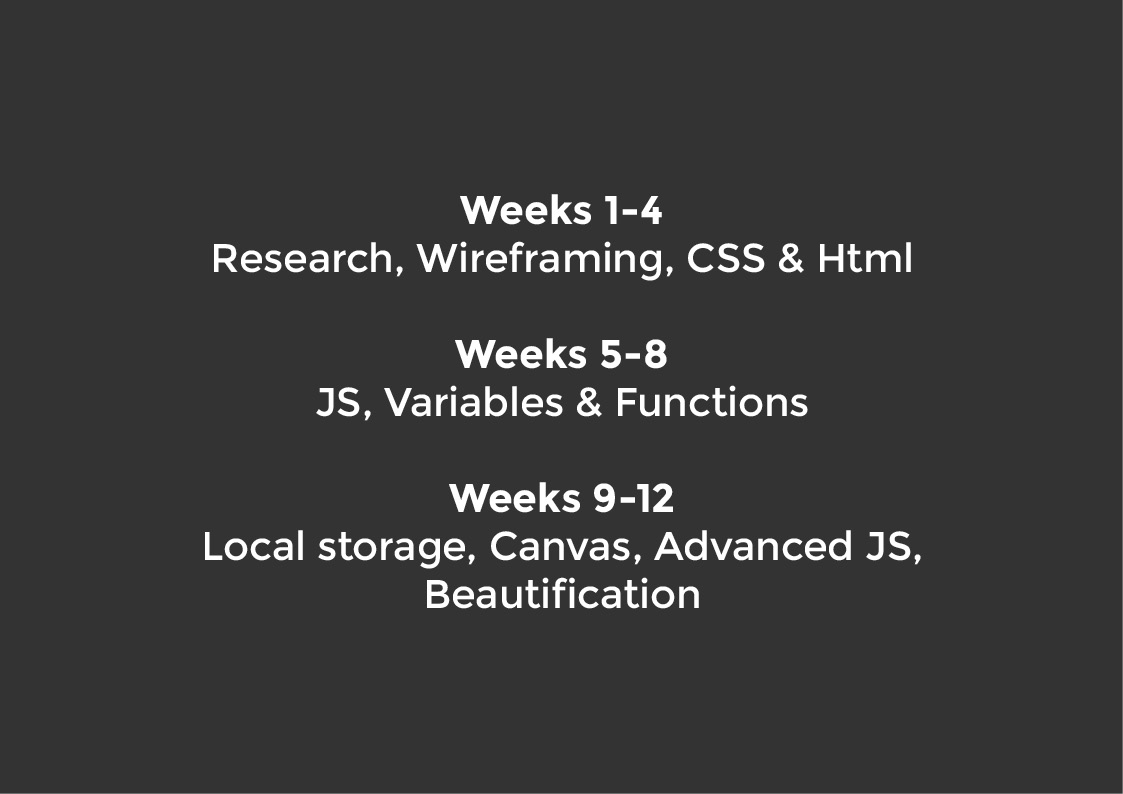 Weeks 1-4
Research, Wireframing, CSS & Html
Weeks 5-8
JS, Variables & Functions
Weeks 9-12
Local storage, Canvas, Advanced JS,
Beautification